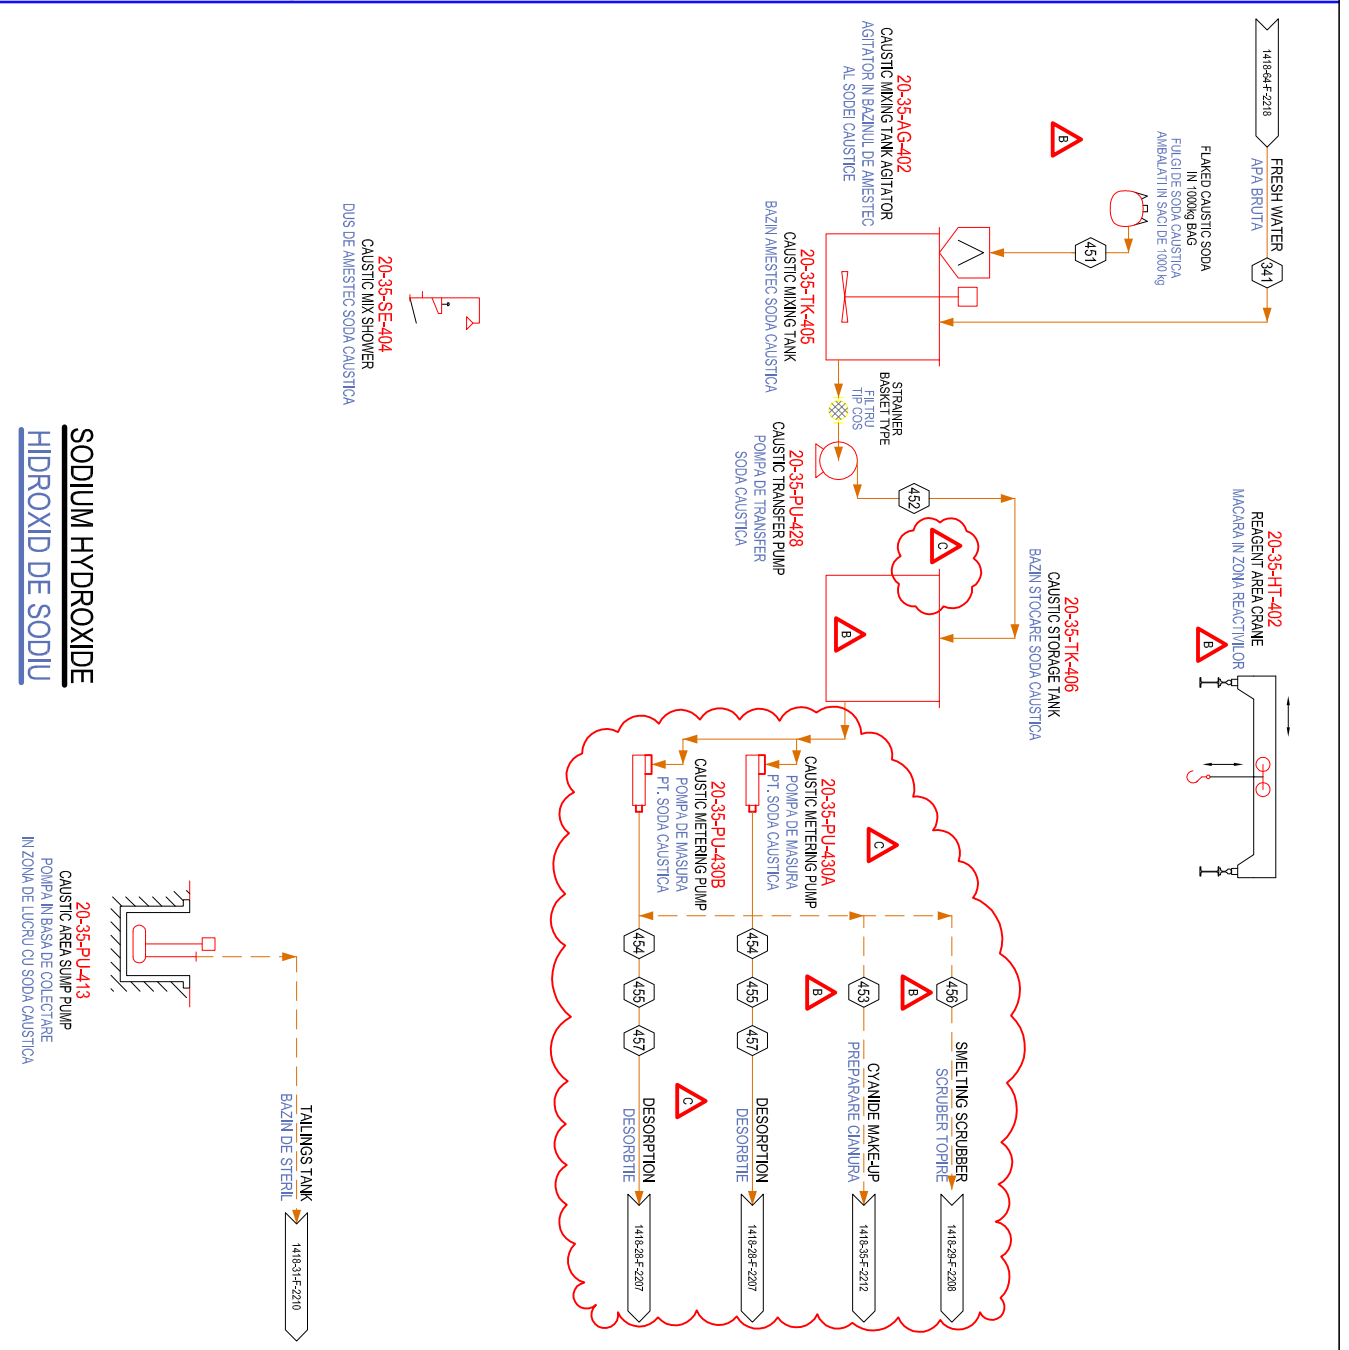 1418-64-F-2218
FRESH WATER
APA BRUTA
341
FLAKED CAUSTIC SODA
IN 1000kg BAG
FULGI DE SODA CAUSTICA
AMBALATI IN SACI DE 1000 kg
B
451
20-35-AG-402
CAUSTIC MIXING TANK AGITATOR
AGITATOR IN BAZINUL DE AMESTEC
AL SODEI CAUSTICE
20-35-TK-405
CAUSTIC MIXING TANK
BAZIN AMESTEC SODA CAUSTICA
STRAINER
BASKET TYPE
FILTRU
TIP COS
20-35-PU-428
CAUSTIC TRANSFER PUMP
POMPA DE TRANSFER
SODA CAUSTICA
452
C
B
20-35-TK-406
CAUSTIC STORAGE TANK
BAZIN STOCARE SODA CAUSTICA
20-35-HT-402
REAGENT AREA CRANE
MACARA IN ZONA REACTIVILOR
B
20-35-SE-404
CAUSTIC MIX SHOWER
DUS DE AMESTEC SODA CAUSTICA
20-35-PU-430A
CAUSTIC METERING PUMP
POMPA DE MASURA
PT. SODA CAUSTICA
20-35-PU-430B
CAUSTIC METERING PUMP
POMPA DE MASURA
PT. SODA CAUSTICA
C
456
B
SMELTING SCRUBBER
SCRUBER TOPIRE
1418-29-F-2208
453
B
CYANIDE MAKE-UP
PREPARARE CIANURA
1418-35-F-2212
454
455
457
DESORPTION
DESORBTIE
1418-28-F-2207
C
454
455
457
DESORPTION
DESORBTIE
1418-28-F-2207
20-35-PU-413
CAUSTIC AREA SUMP PUMP
POMPA IN BASA DE COLECTARE
IN ZONA DE LUCRU CU SODA CAUSTICA
TAILINGS TANK
BAZIN DE STERIL
1418-31-F-2210
SODIUM HYDROXIDE
HIDROXID DE SODIU